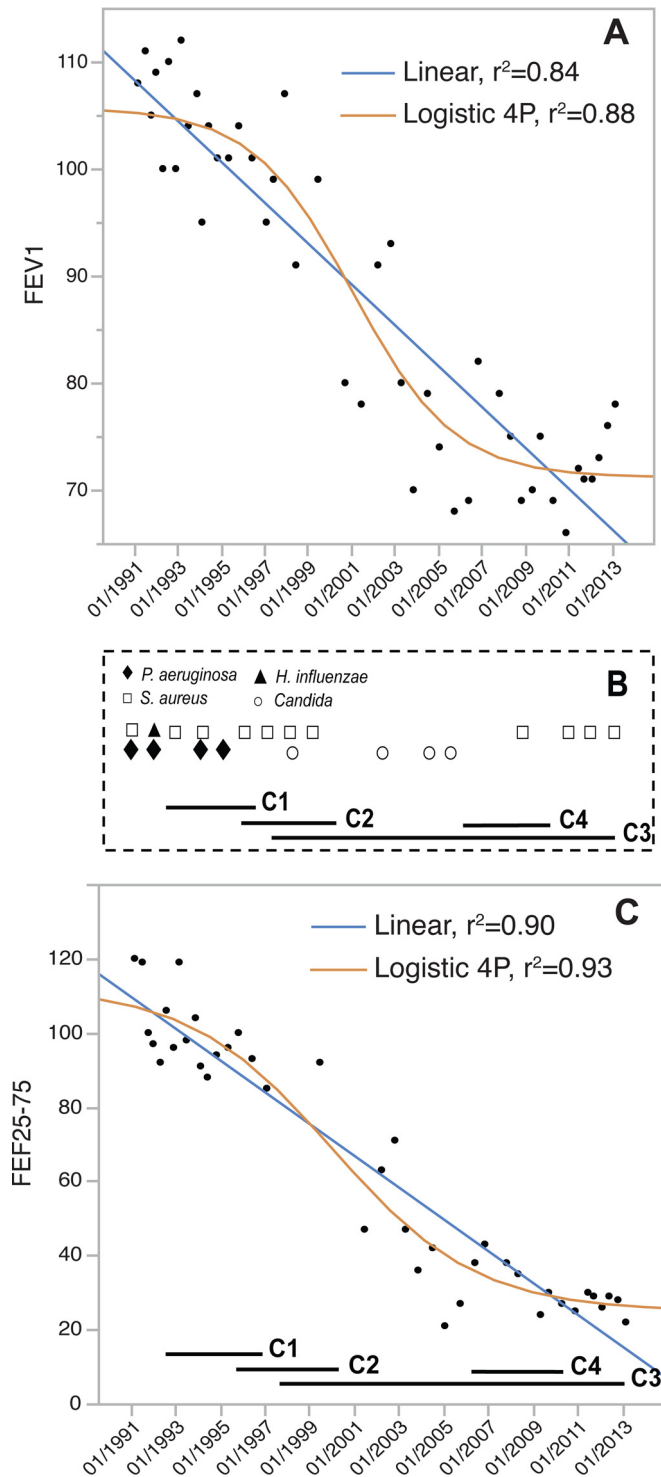 A
Linear, r²=0.84
Logistic 4P, r²=0.88
110
100
90
80
70
FEV1
01/1991
01/1993
01/1995
01/1997
01/1999
01/2001
01/2003
01/2005
01/2007
01/2009
01/2011
01/2013
B
P. aeruginosa
H. influenzae
S. aureus
Candida
C1
C2
C4
C3
C
Linear, r²=0.90
Logistic 4P, r²=0.93
120
100
80
60
40
20
0
FEF25-75
C1
C2
C4
C3
01/1991
01/1993
01/1995
01/1997
01/1999
01/2001
01/2003
01/2005
01/2007
01/2009
01/2011
01/2013